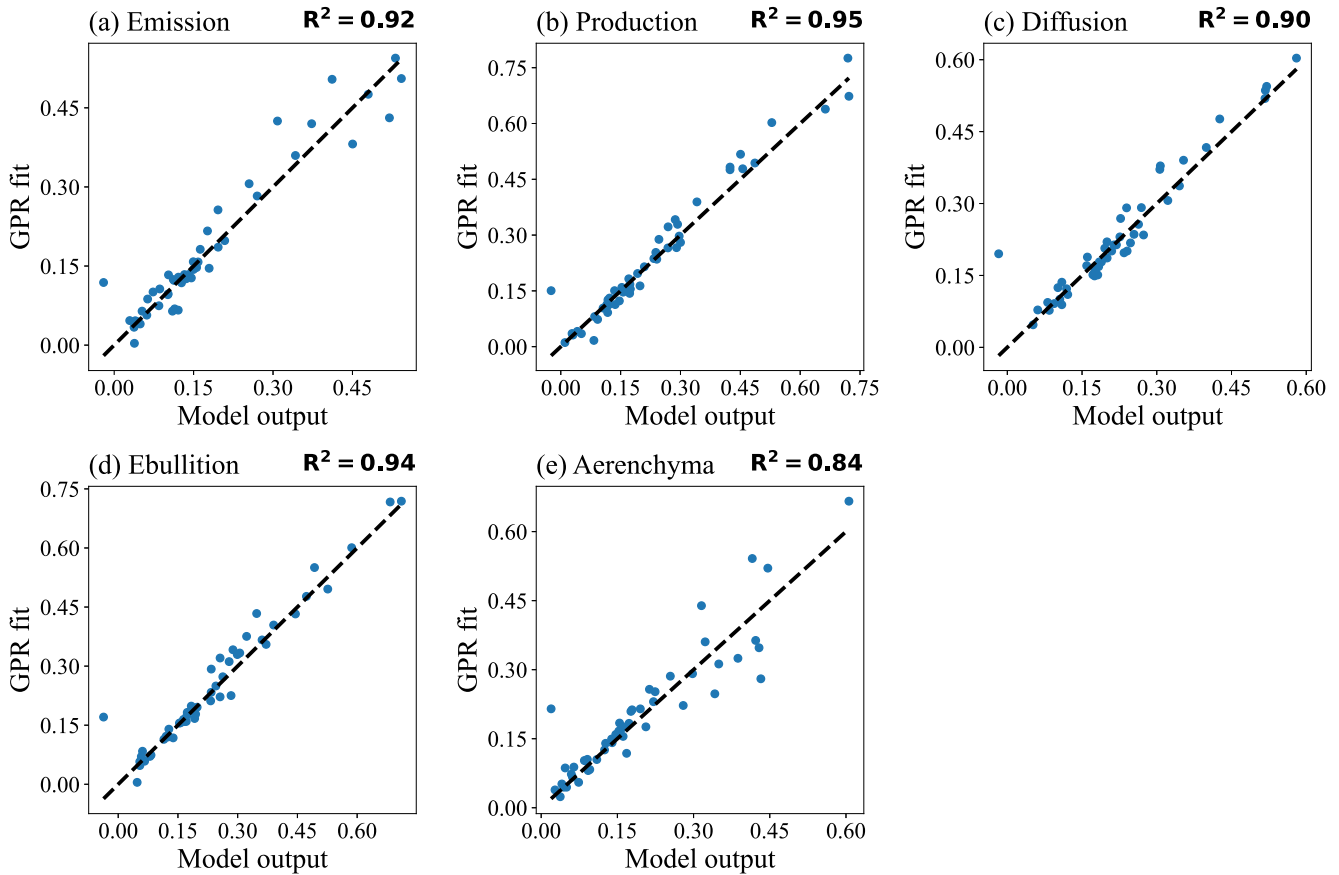 (a) Emission R² = 0.92
GPR fit
0.45
0.30
0.15
0.00
0.00 0.15 0.30 0.45
Model output
(b) Production R² = 0.95
GPR fit
0.75
0.60
0.45
0.30
0.15
0.00
0.00 0.15 0.30 0.45 0.60 0.75
Model output
(c) Diffusion R² = 0.90
GPR fit
0.60
0.45
0.30
0.15
0.00
0.00 0.15 0.30 0.45 0.60
Model output
(d) Ebullition R² = 0.94
GPR fit
0.75
0.60
0.45
0.30
0.15
0.00
0.00 0.15 0.30 0.45 0.60
Model output
(e) Aerenchyma R² = 0.84
GPR fit
0.60
0.45
0.30
0.15
0.00
0.00 0.15 0.30 0.45 0.60
Model output